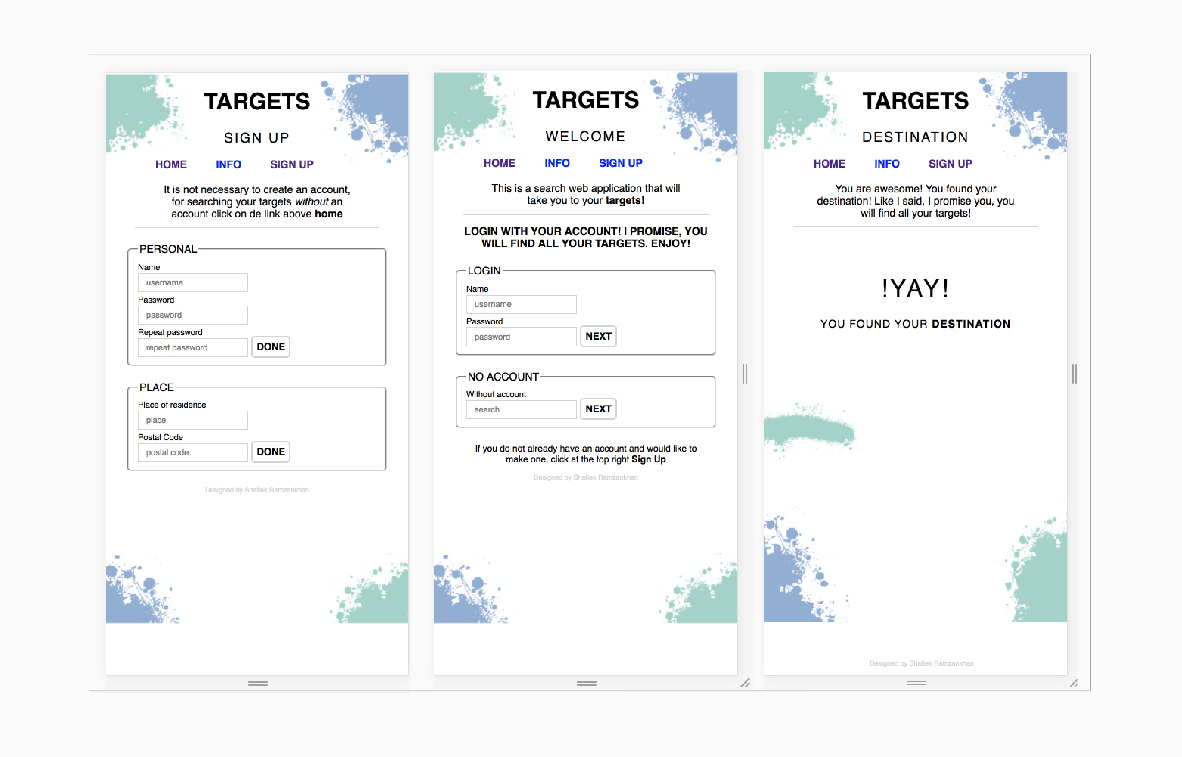 TARGETS
SIGN UP
HOME INFO SIGN UP
It is not necessary to create an account,
for searching your targets without an
account click on de link above home
PERSONAL
Name
username
Password
password
Repeat password
repeat password DONE
PLACE
Place of residence
place
Postal Code
postal code DONE
Designed by Shafiek Ramzankhan
TARGETS
WELCOME
HOME INFO SIGN UP
This is a search web application that will
take you to your targets!
LOGIN WITH YOUR ACCOUNT! I PROMISE, YOU
WILL FIND ALL YOUR TARGETS. ENJOY!
LOGIN
Name
username
Password
password NEXT
NO ACCOUNT
Without account
search NEXT
If you do not already have an account and would like to
make one, click at the top right Sign Up
Designed by Shafiek Ramzankhan
TARGETS
DESTINATION
HOME INFO SIGN UP
You are awesome! You found your
destination! Like I said, I promise you, you
will find all your targets!
!YAY!
YOU FOUND YOUR DESTINATION
Designed by Shafiek Ramzankhan